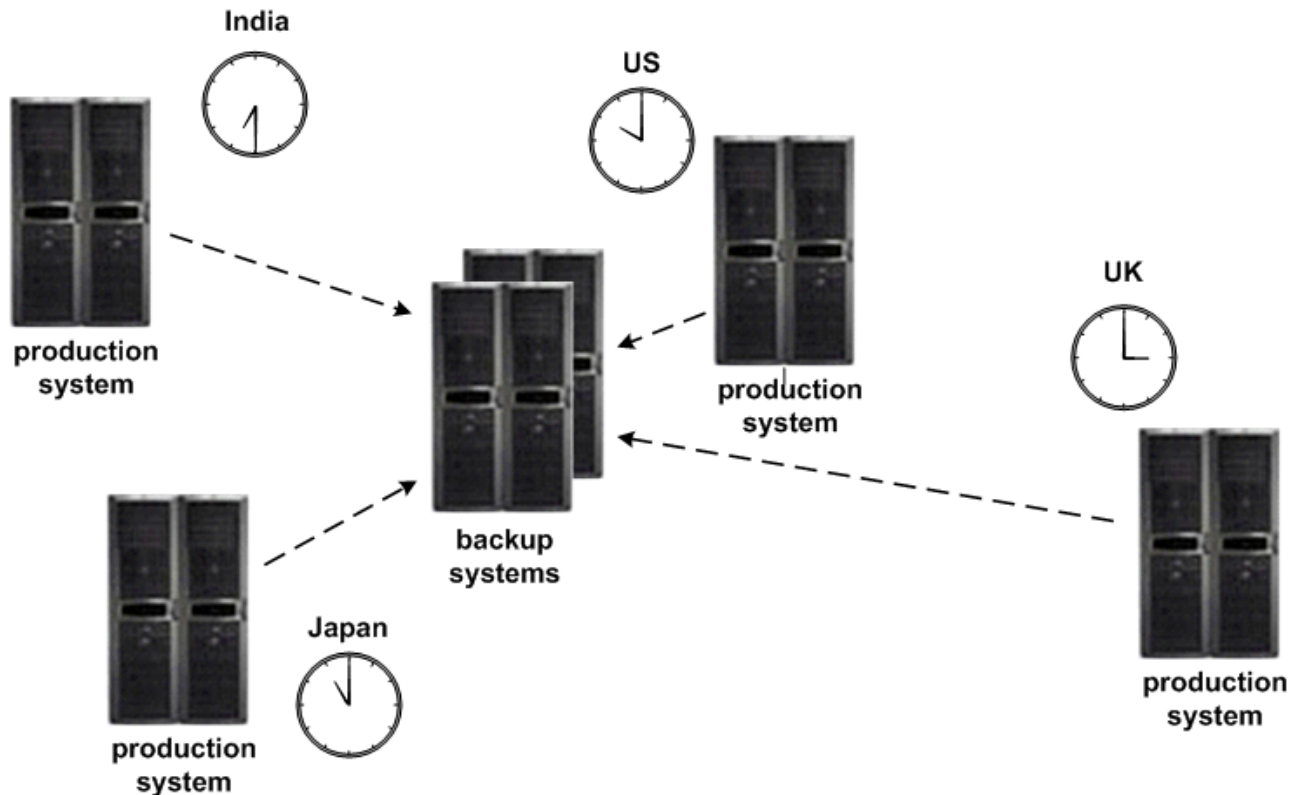 India
US
production
system
UK
production
system
backup
systems
Japan
production
system
production
system